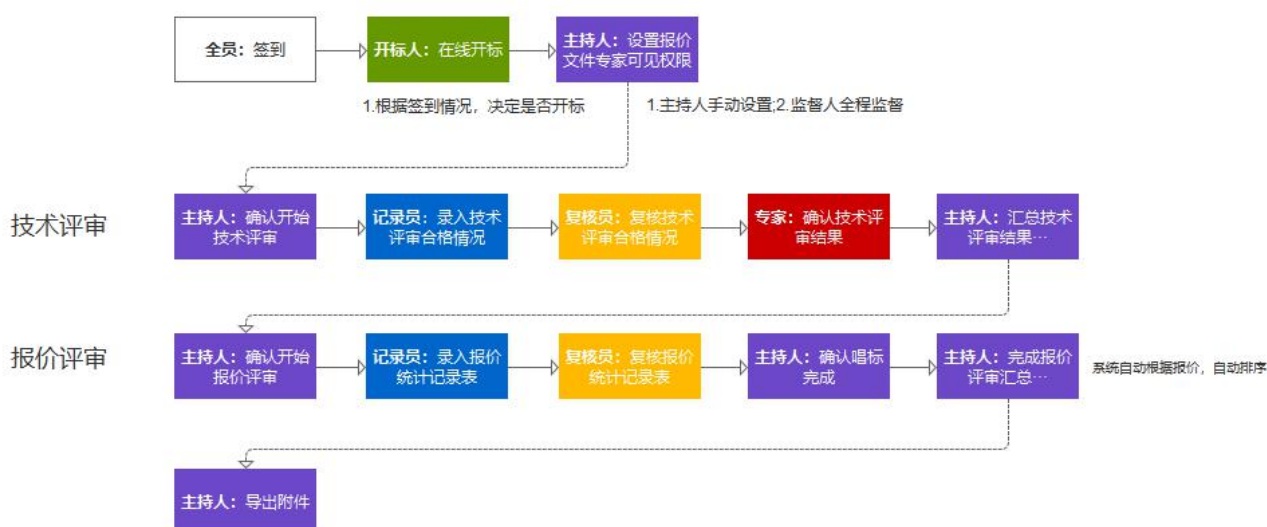 全员：签到
开标人：在线开标
主持人：设置报价
文件专家可见权限
1.根据签到情况，决定是否开标
1.主持人手动设置;2.监督人全程监督
技术评审
主持人：确认开始
技术评审
记录员：录入技术
评审合格情况
复核员：复核技术
评审合格情况
专家：确认技术评
审结果
主持人：汇总技术
评审结果…
报价评审
主持人：确认开始
报价评审
记录员：录入报价
统计记录表
复核员：复核报价
统计记录表
主持人：确认唱标
完成
主持人：完成报价
评审汇总…
系统自动根据报价，自动排序
主持人：导出附件